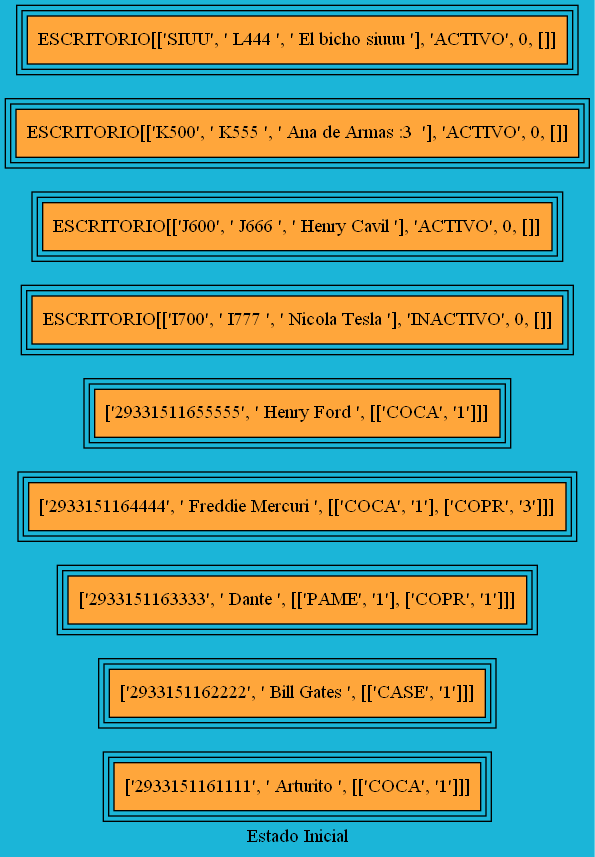 ESCRITORIO[['SIUU', ' L444 ', ' El bicho siuuu '], 'ACTIVO', 0, []]
ESCRITORIO[['K500', ' K555 ', ' Ana de Armas :3  '], 'ACTIVO', 0, []]
ESCRITORIO[['J600', ' J666 ', ' Henry Cavil '], 'ACTIVO', 0, []]
ESCRITORIO[['I700', ' I777 ', ' Nicola Tesla '], 'INACTIVO', 0, []]
['29331511655555', ' Henry Ford ', [['COCA', '1']]]
['2933151164444', ' Freddie Mercuri ', [['COCA', '1'], ['COPR', '3']]]
['2933151163333', ' Dante ', [['PAME', '1'], ['COPR', '1']]]
['2933151162222', ' Bill Gates ', [['CASE', '1']]]
['2933151161111', ' Arturito ', [['COCA', '1']]]
Estado Inicial